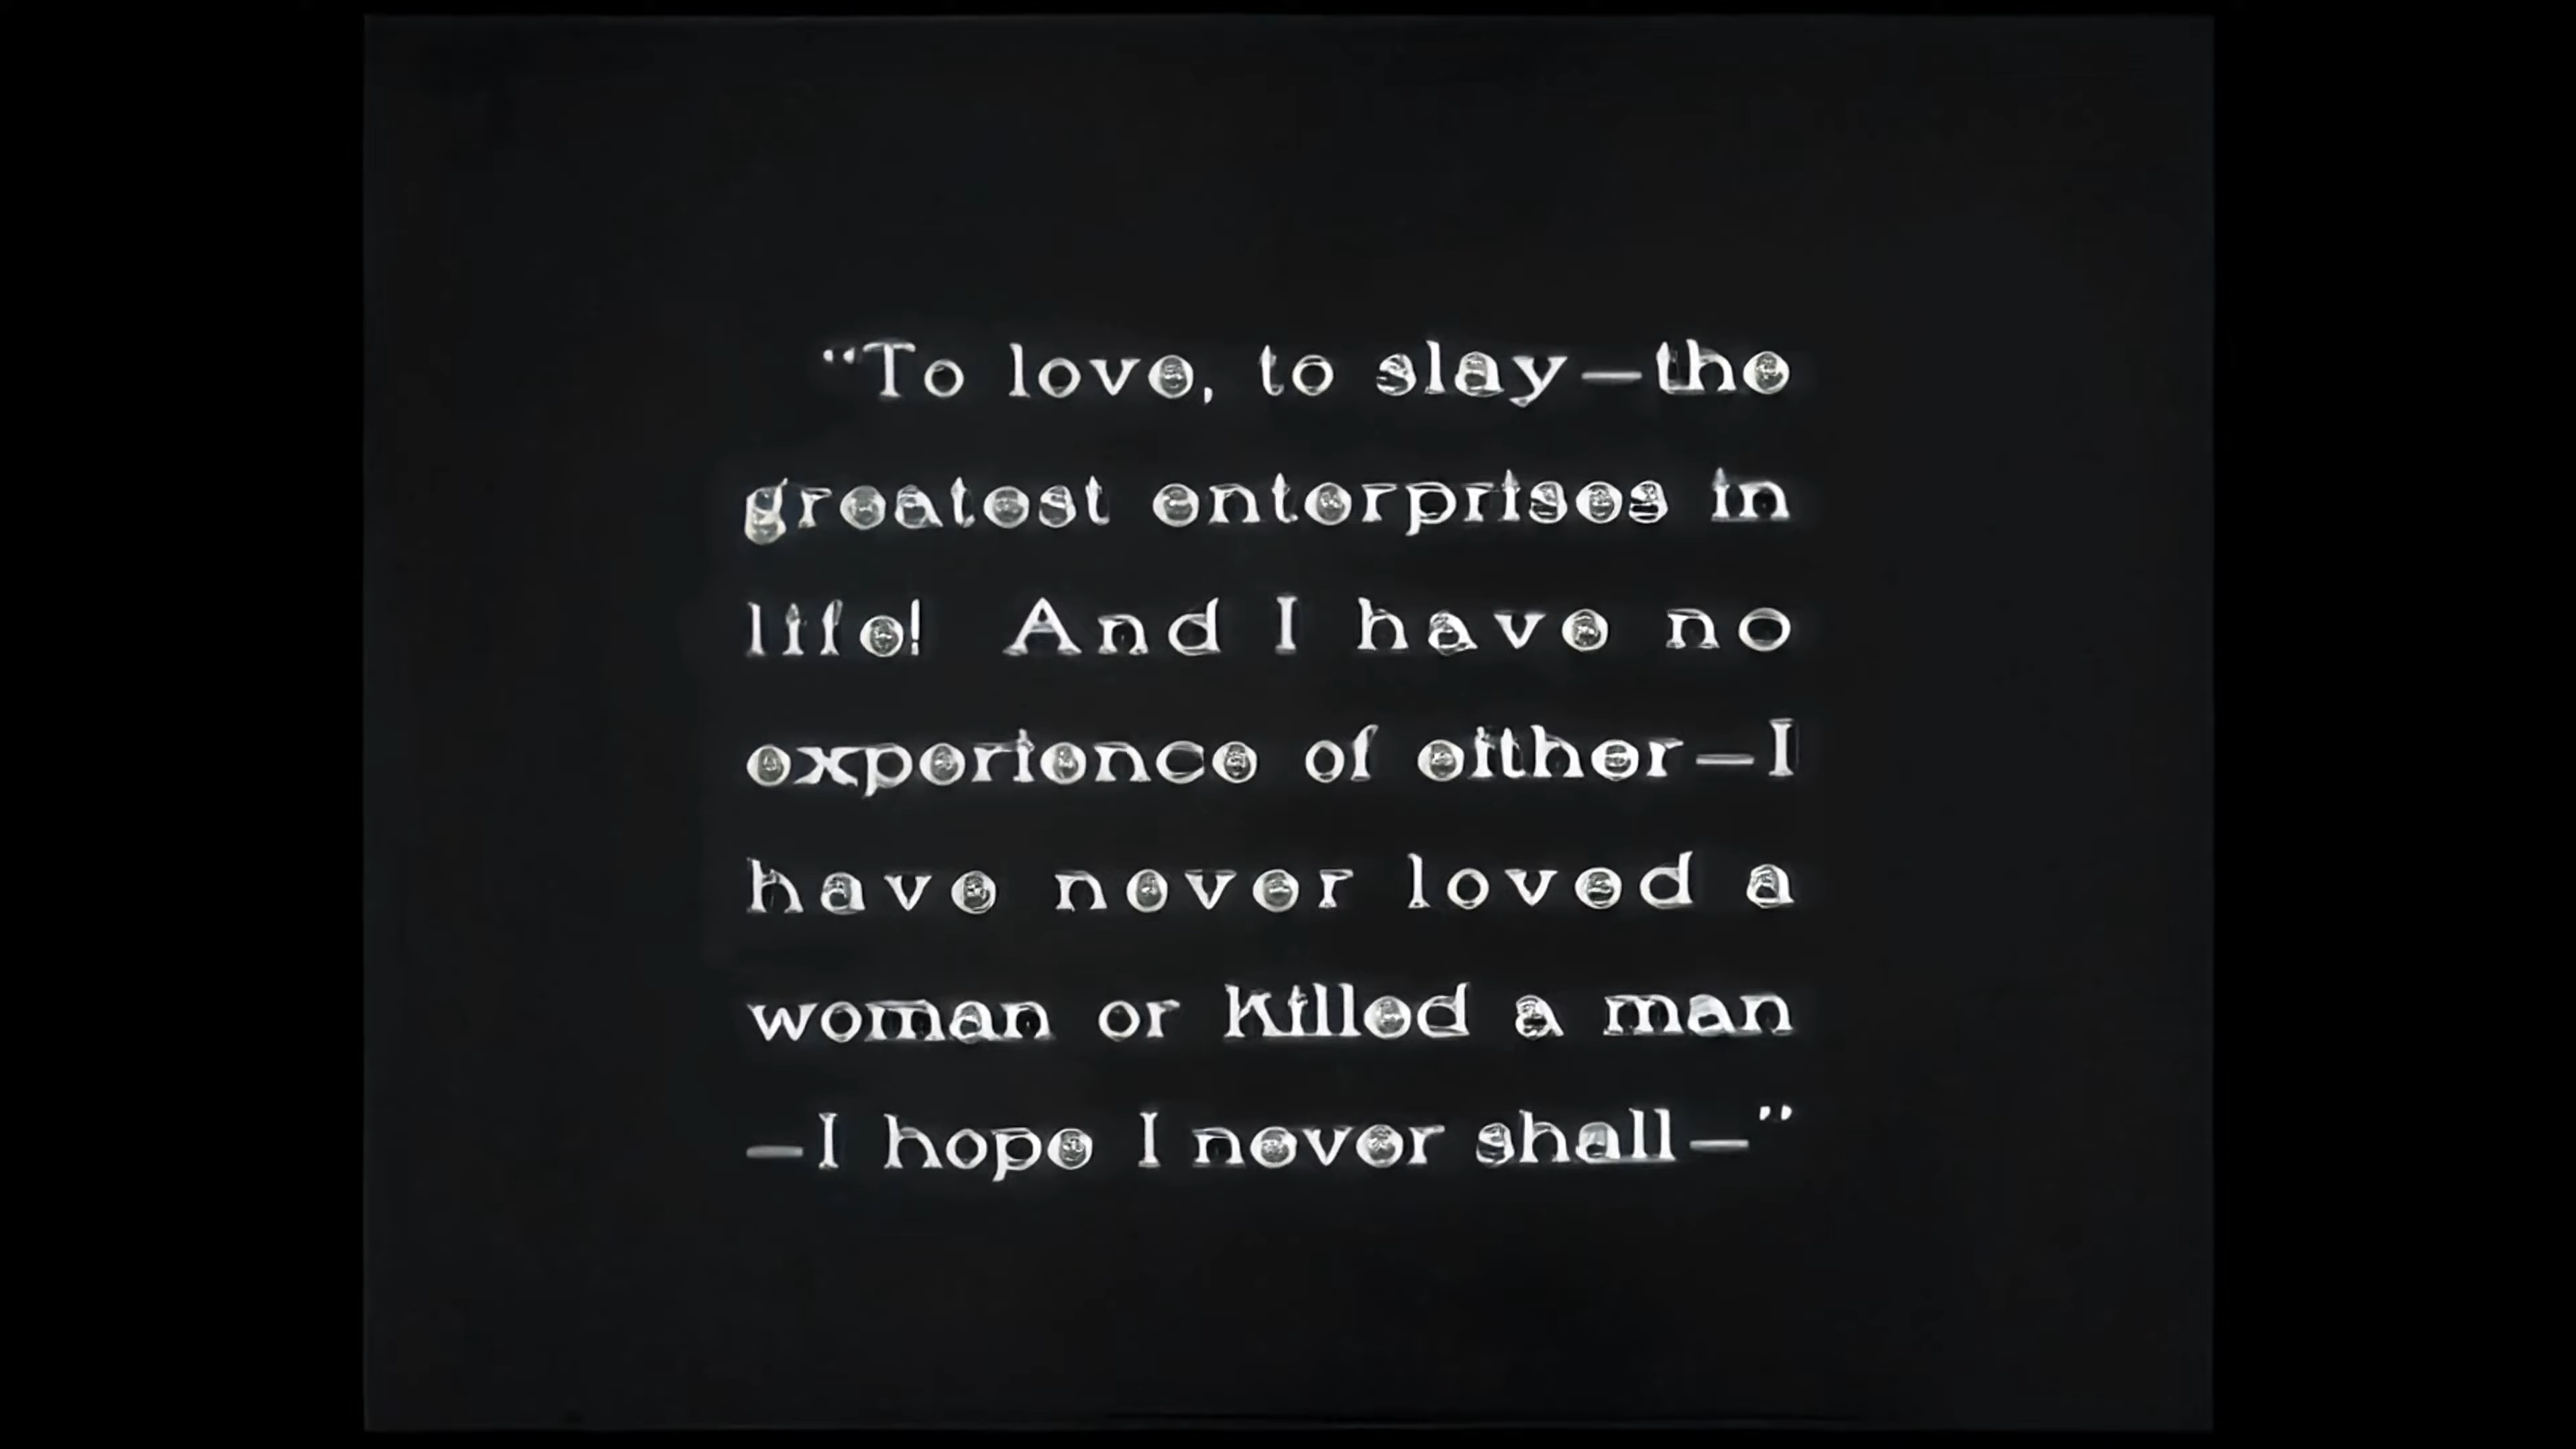 “To love, to slay—the
greatest enterprises in
life! And I have no
experience of either—I
have never loved a
woman or killed a man
—I hope I never shall—”